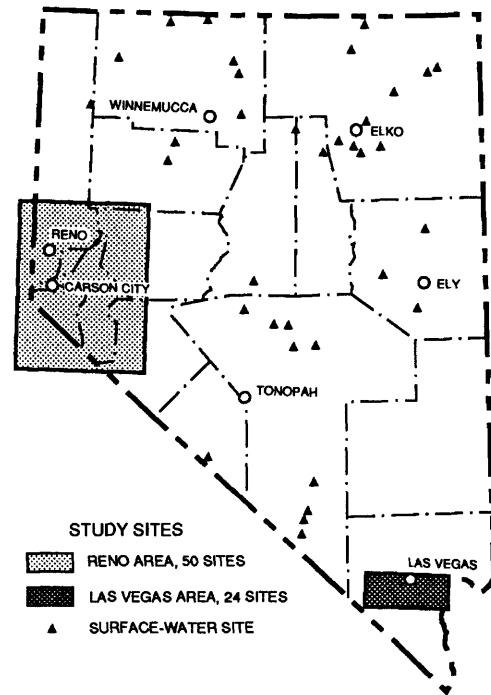 WINNEMUCCA
ELKO
RENO
CARSON CITY
ELY
TONOPAH
STUDY SITES
RENO AREA, 50 SITES
LAS VEGAS
LAS VEGAS AREA, 24 SITES
SURFACE-WATER SITE